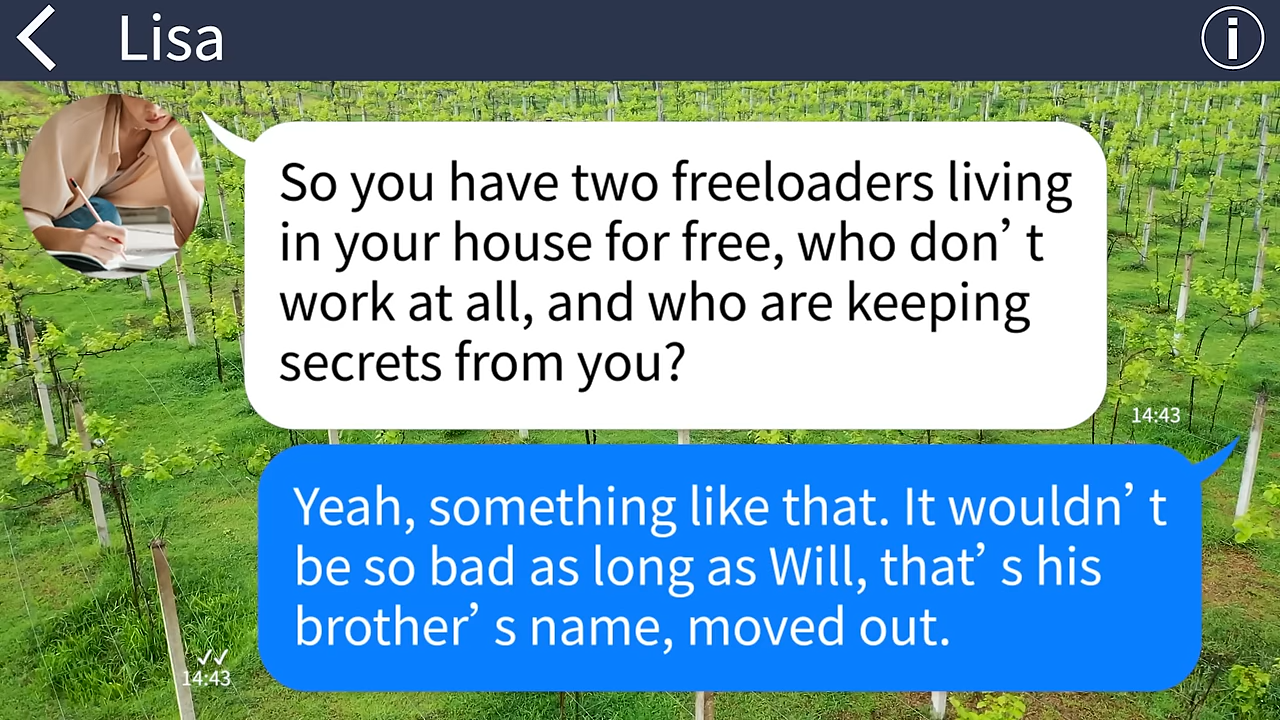 Lisa
So you have two freeloaders living
in your house for free, who don’t
work at all, and who are keeping
secrets from you?
14:43
Yeah, something like that. It wouldn’t
be so bad as long as Will, that’s his
brother’s name, moved out.
14:43